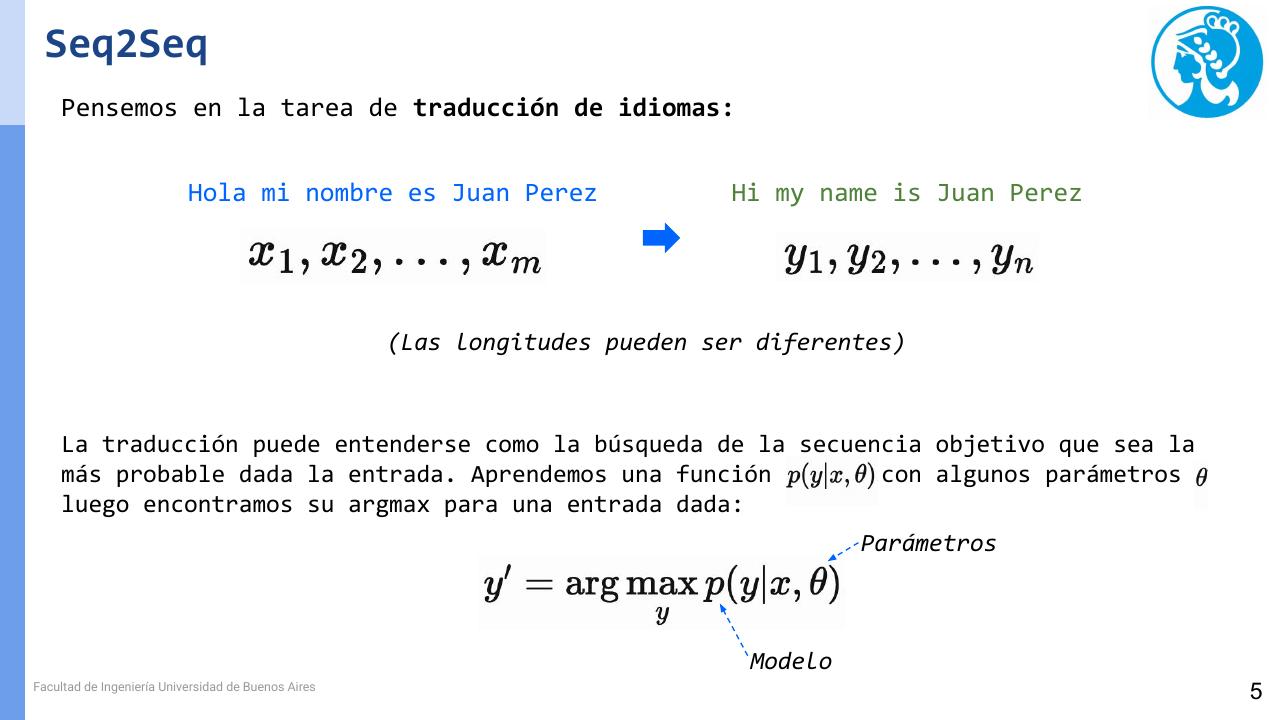 Seq2Seq
Pensemos en la tarea de traducción de idiomas:
Hola mi nombre es Juan Perez
Hi my name is Juan Perez
x₁, x₂, . . . , xₘ
y₁, y₂, . . . , yₙ
(Las longitudes pueden ser diferentes)
La traducción puede entenderse como la búsqueda de la secuencia objetivo que sea la
más probable dada la entrada. Aprendemos una función p(y|x, θ) con algunos parámetros θ
luego encontramos su argmax para una entrada dada:
Parámetros
y′ = arg max p(y|x, θ)
y
Modelo
Facultad de Ingeniería Universidad de Buenos Aires
5